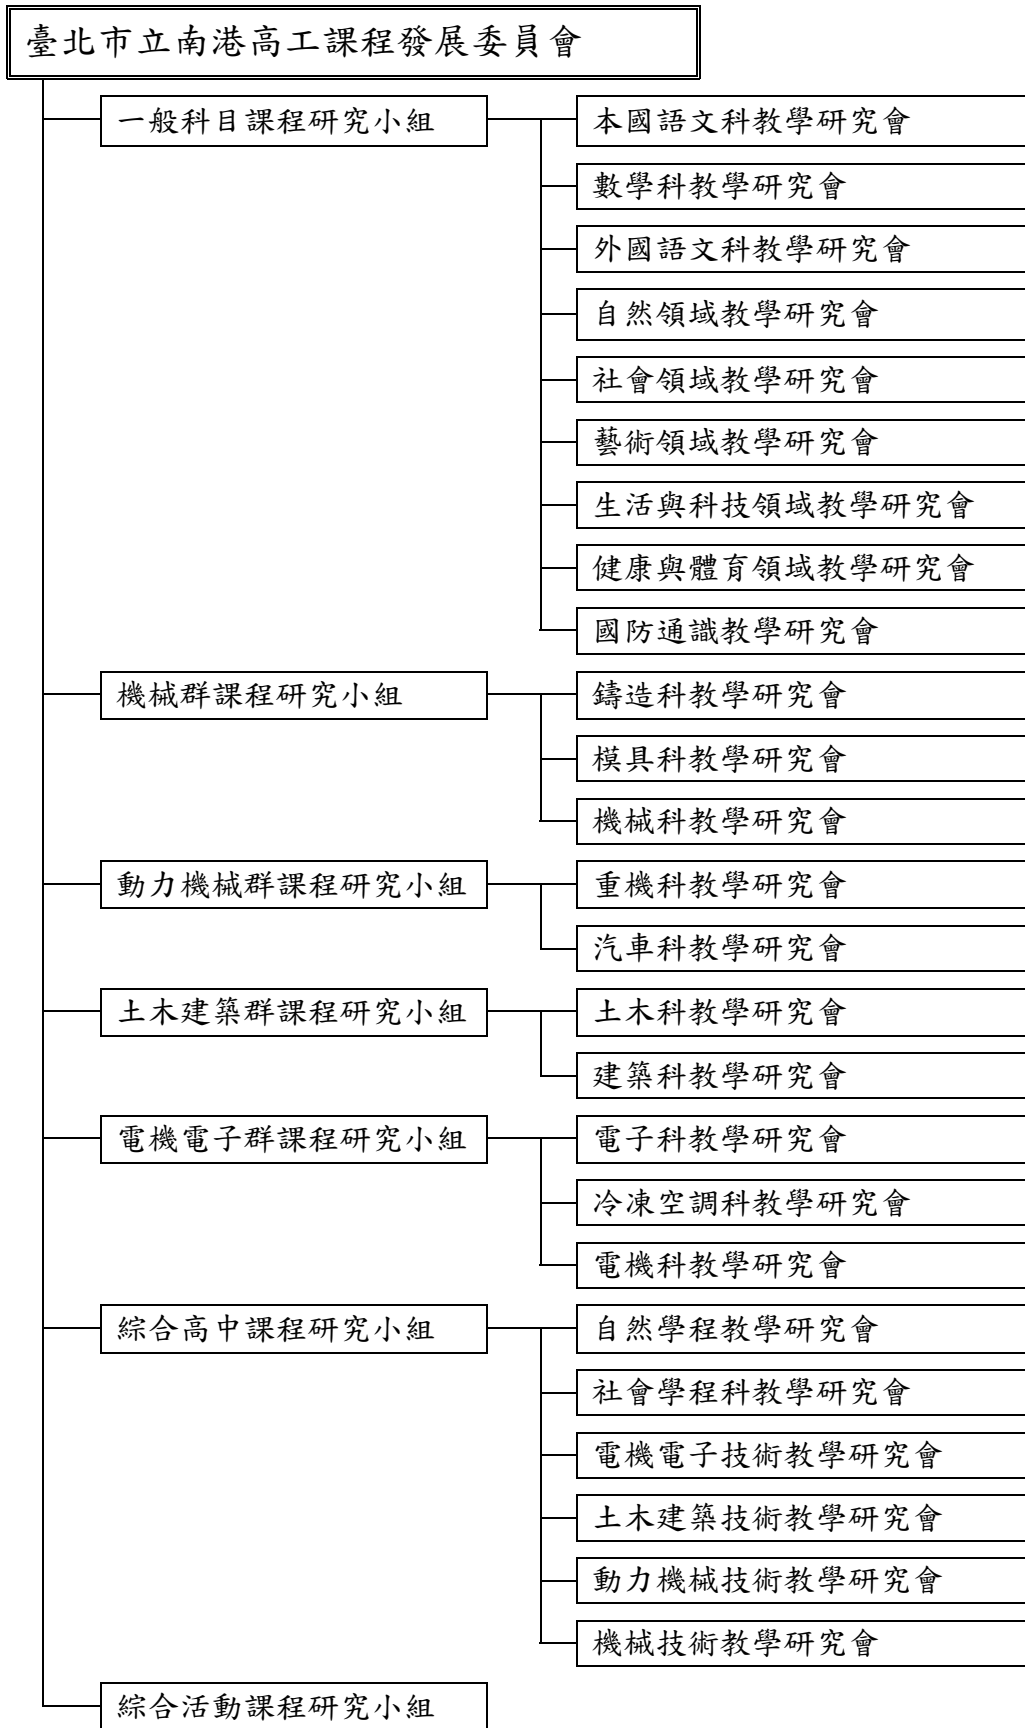 臺北市立南港高工課程發展委員會
一般科目課程研究小組
本國語文科教學研究會
數學科教學研究會
外國語文科教學研究會
自然領域教學研究會
社會領域教學研究會
藝術領域教學研究會
生活與科技領域教學研究會
健康與體育領域教學研究會
國防通識教學研究會
機械群課程研究小組
鑄造科教學研究會
模具科教學研究會
機械科教學研究會
動力機械群課程研究小組
重機科教學研究會
汽車科教學研究會
土木建築群課程研究小組
土木科教學研究會
建築科教學研究會
電機電子群課程研究小組
電子科教學研究會
冷凍空調科教學研究會
電機科教學研究會
綜合高中課程研究小組
自然學程教學研究會
社會學程科教學研究會
電機電子技術教學研究會
土木建築技術教學研究會
動力機械技術教學研究會
機械技術教學研究會
綜合活動課程研究小組